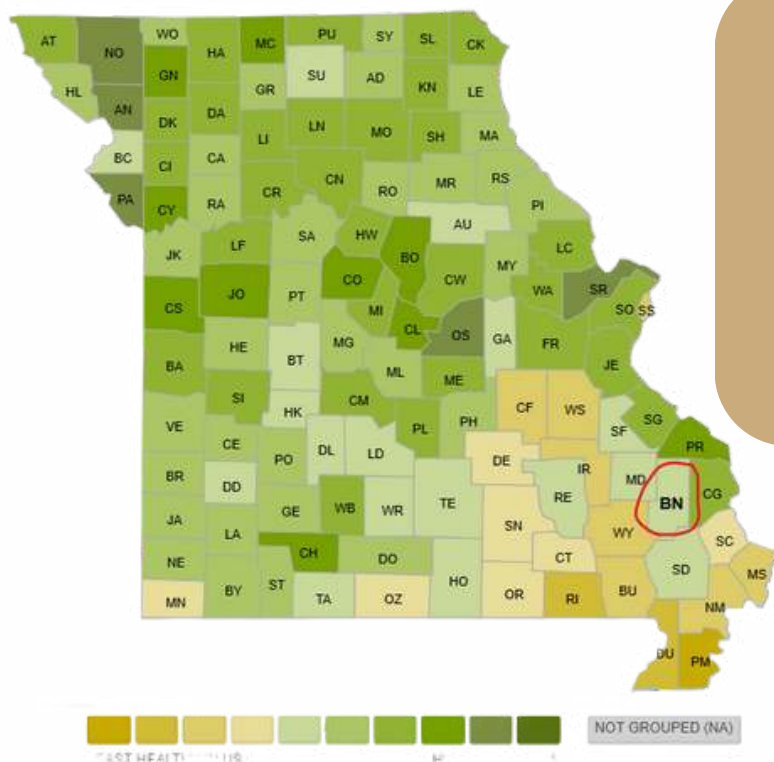 AT NO WO HA MC PU SY SL CK
HL GN GR SU AD KN LE
AN DK DA LI LN MO SH MA
BC CI CA CR CN RO MR RS
PA CY RA SA HW BO AU PI
JK LF CO CW MY LC
CS JO PT MI CL OS GA WA SR SO SS
BA HE BT MG ML ME FR JE
VE SI HK CM PL PH CF WS SF SG PR
BR CE PO DL LD DE IR MD BN CG
JA DD GE WB WR TE SN RE WY SC
NE LA CH DO HO CT SD MS
MN BY ST TA OZ OR RI BU NM
DU PM
NOT GROUPED (NA)